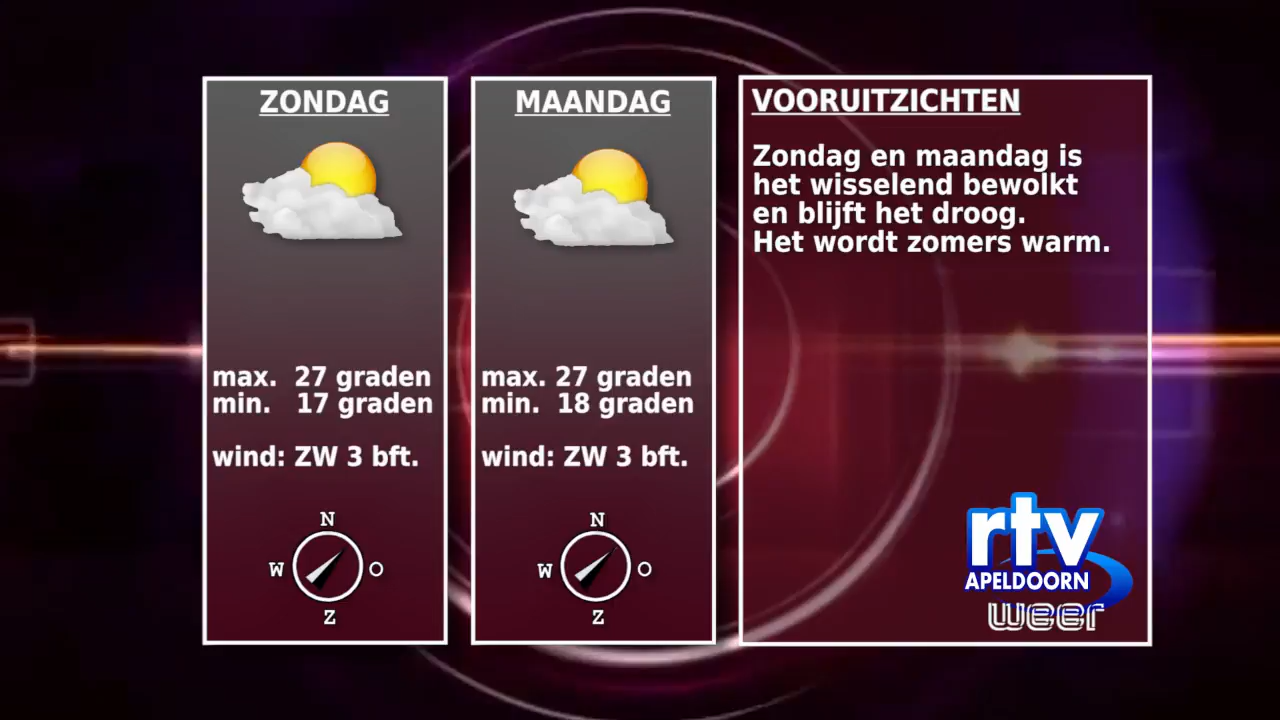 ZONDAG
max. 27 graden
min. 17 graden
wind: ZW 3 bft.
N
W O
Z
MAANDAG
max. 27 graden
min. 18 graden
wind: ZW 3 bft.
N
W O
Z
VOORUITZICHTEN
Zondag en maandag is
het wisselend bewolkt
en blijft het droog.
Het wordt zomers warm.
rtv
APELDOORN
weer